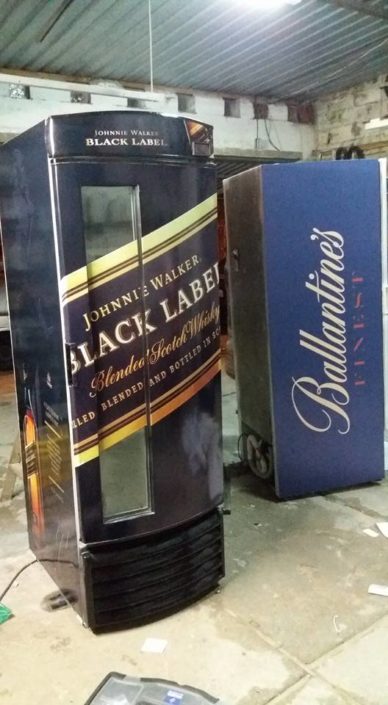 JOHNNIE WALKER
BLACK LABEL
JOHNNIE WALKER
BLACK LABEL
Blended Scotch Whisky
BLENDED AND BOTTLED IN
Ballantine's
FINEST